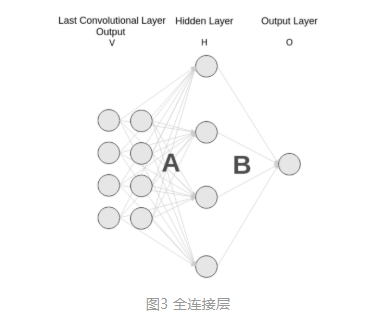 Last Convolutional Layer Hidden Layer Output Layer
Output
V H O
A B
图3 全连接层